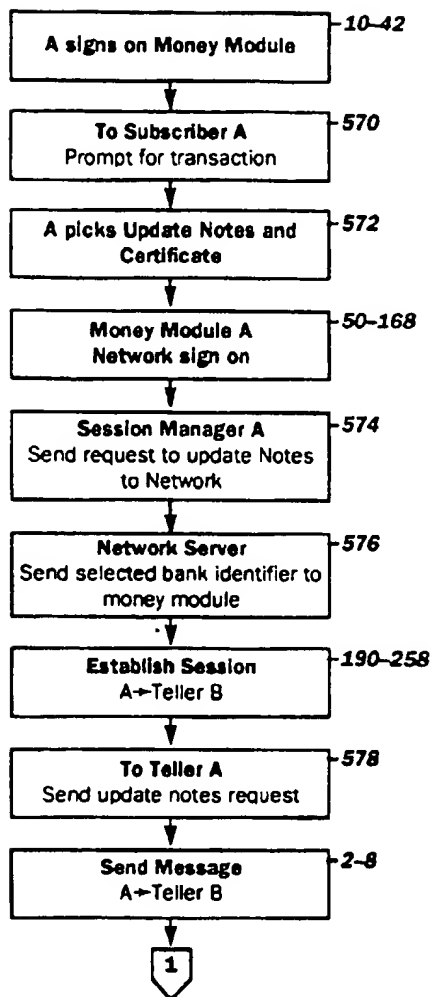 A signs on Money Module
10–42
To Subscriber A
Prompt for transaction
570
A picks Update Notes and
Certificate
572
Money Module A
Network sign on
50–168
Session Manager A
Send request to update Notes
to Network
574
Network Server
Send selected bank identifier to
money module
576
Establish Session
A→Teller B
190–258
To Teller A
Send update notes request
578
Send Message
A→Teller B
2–8
1